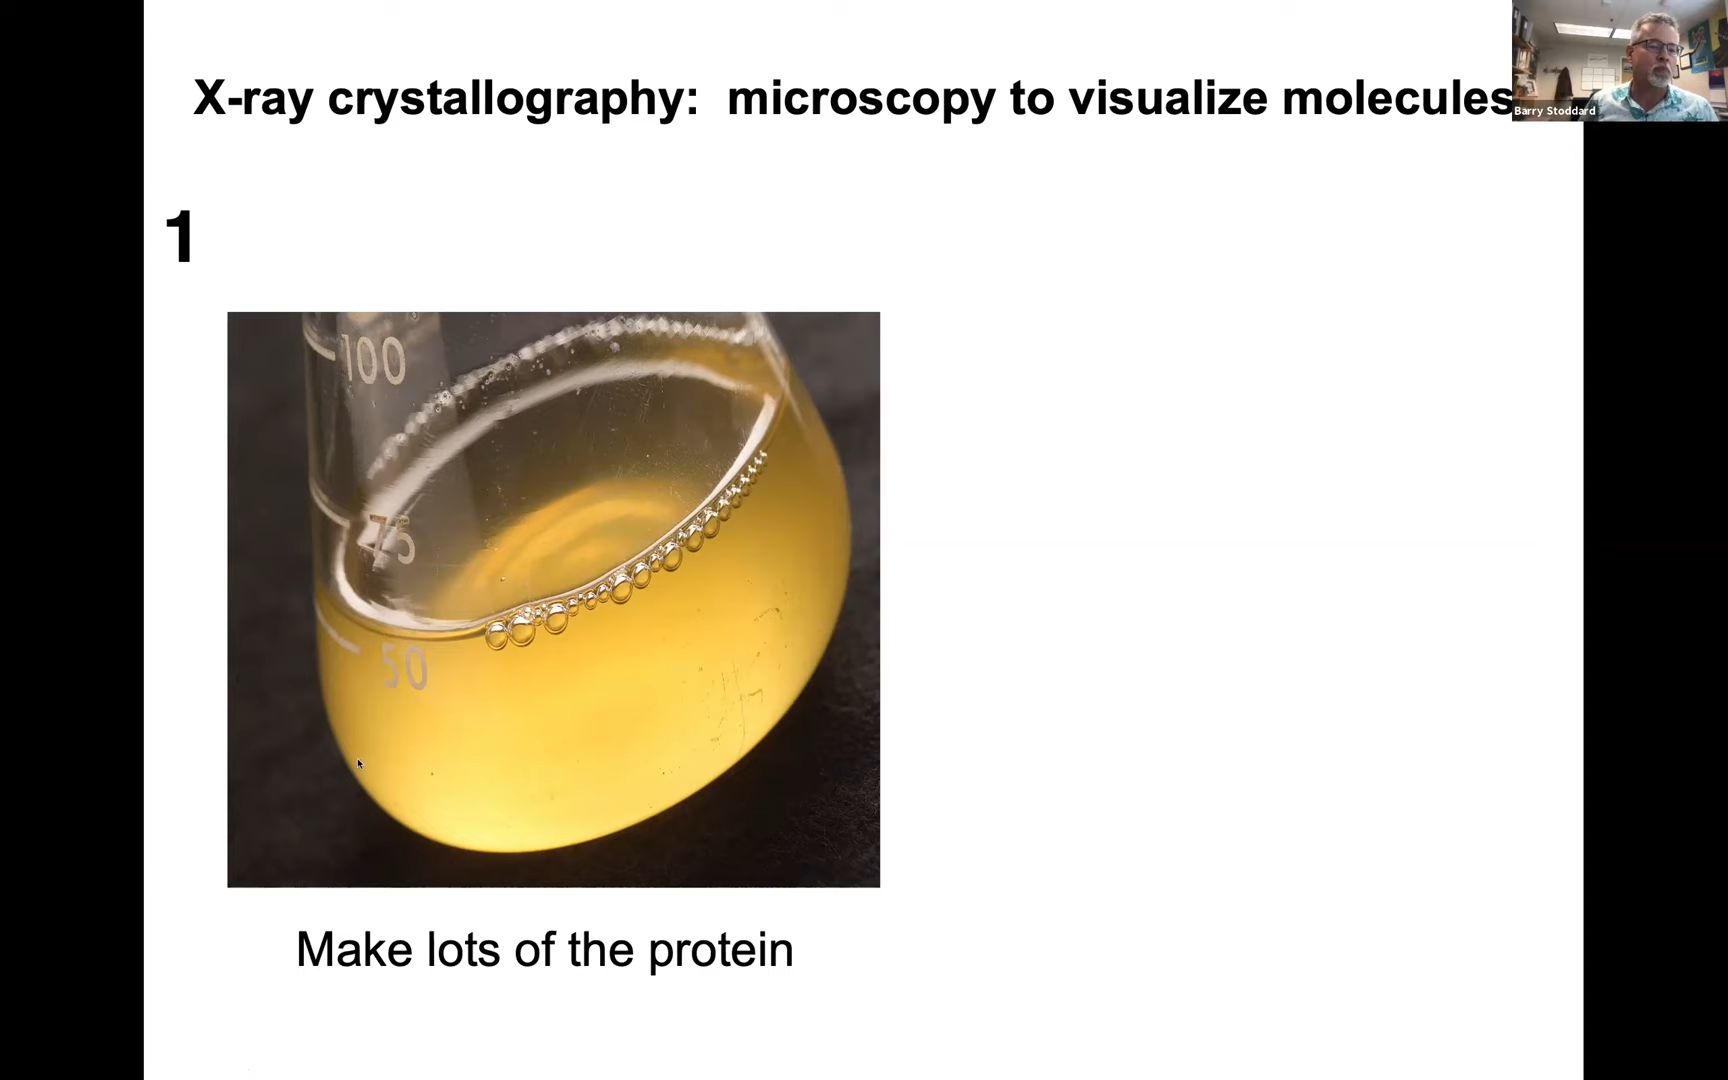 X-ray crystallography: microscopy to visualize molecules
Barry Stoddard
1
100
75
50
Make lots of the protein